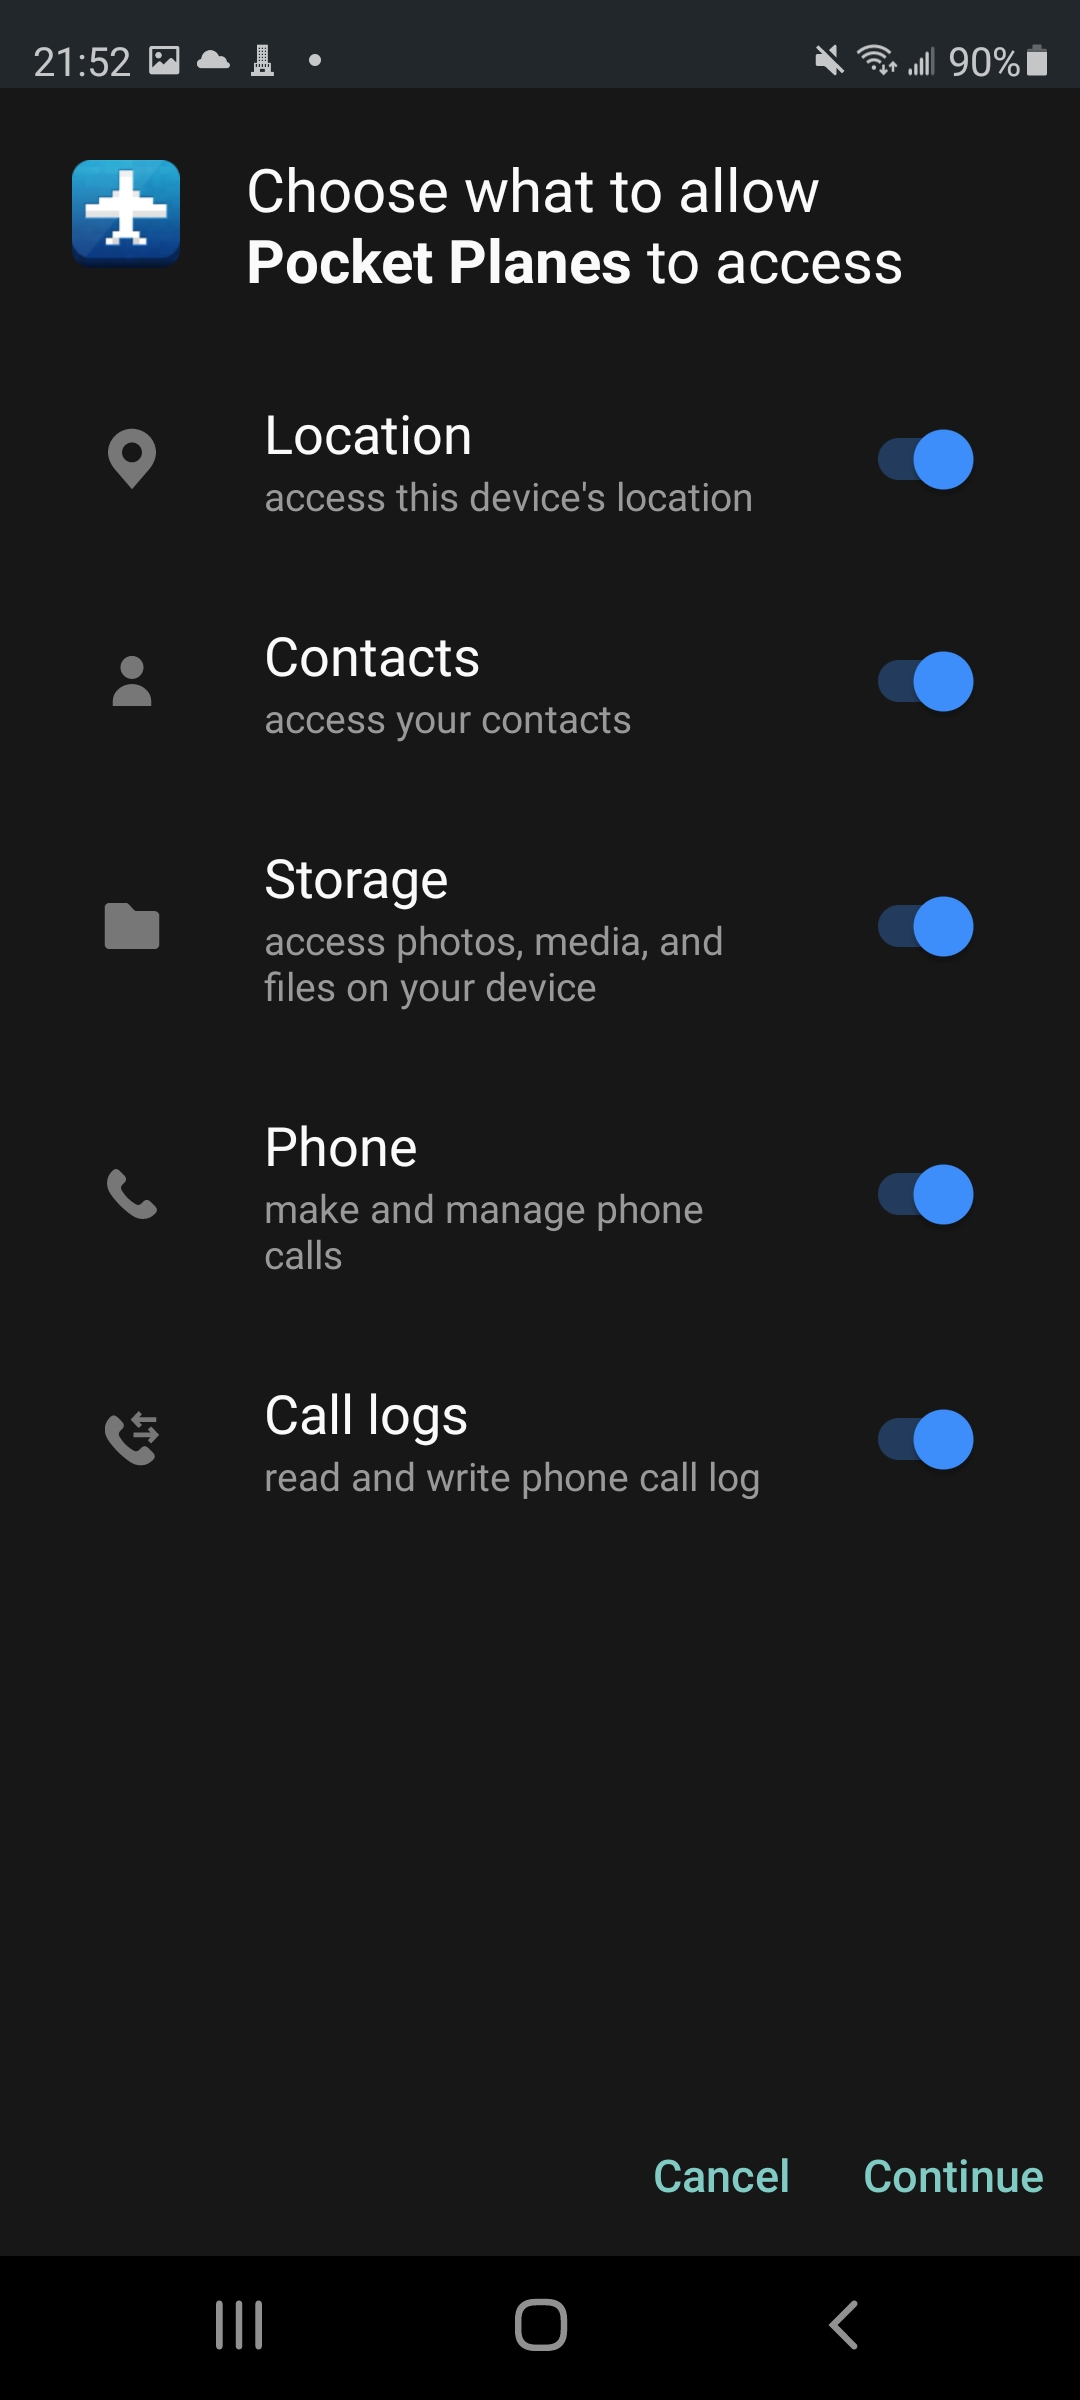 21:52
90%
Choose what to allow
Pocket Planes to access
Location
access this device's location
Contacts
access your contacts
Storage
access photos, media, and
files on your device
Phone
make and manage phone
calls
Call logs
read and write phone call log
Cancel Continue